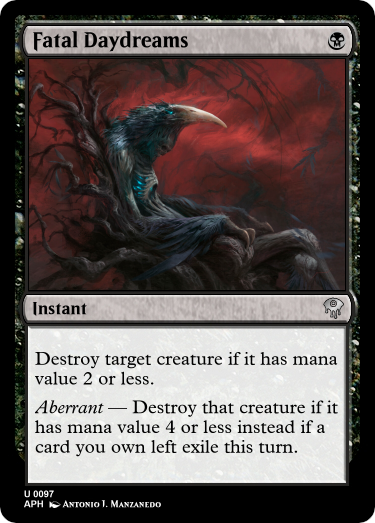 Fatal Daydreams
Instant
Destroy target creature if it has mana
value 2 or less.
Aberrant — Destroy that creature if it
has mana value 4 or less instead if a
card you own left exile this turn.
U 0097
APH Antonio J. Manzanedo